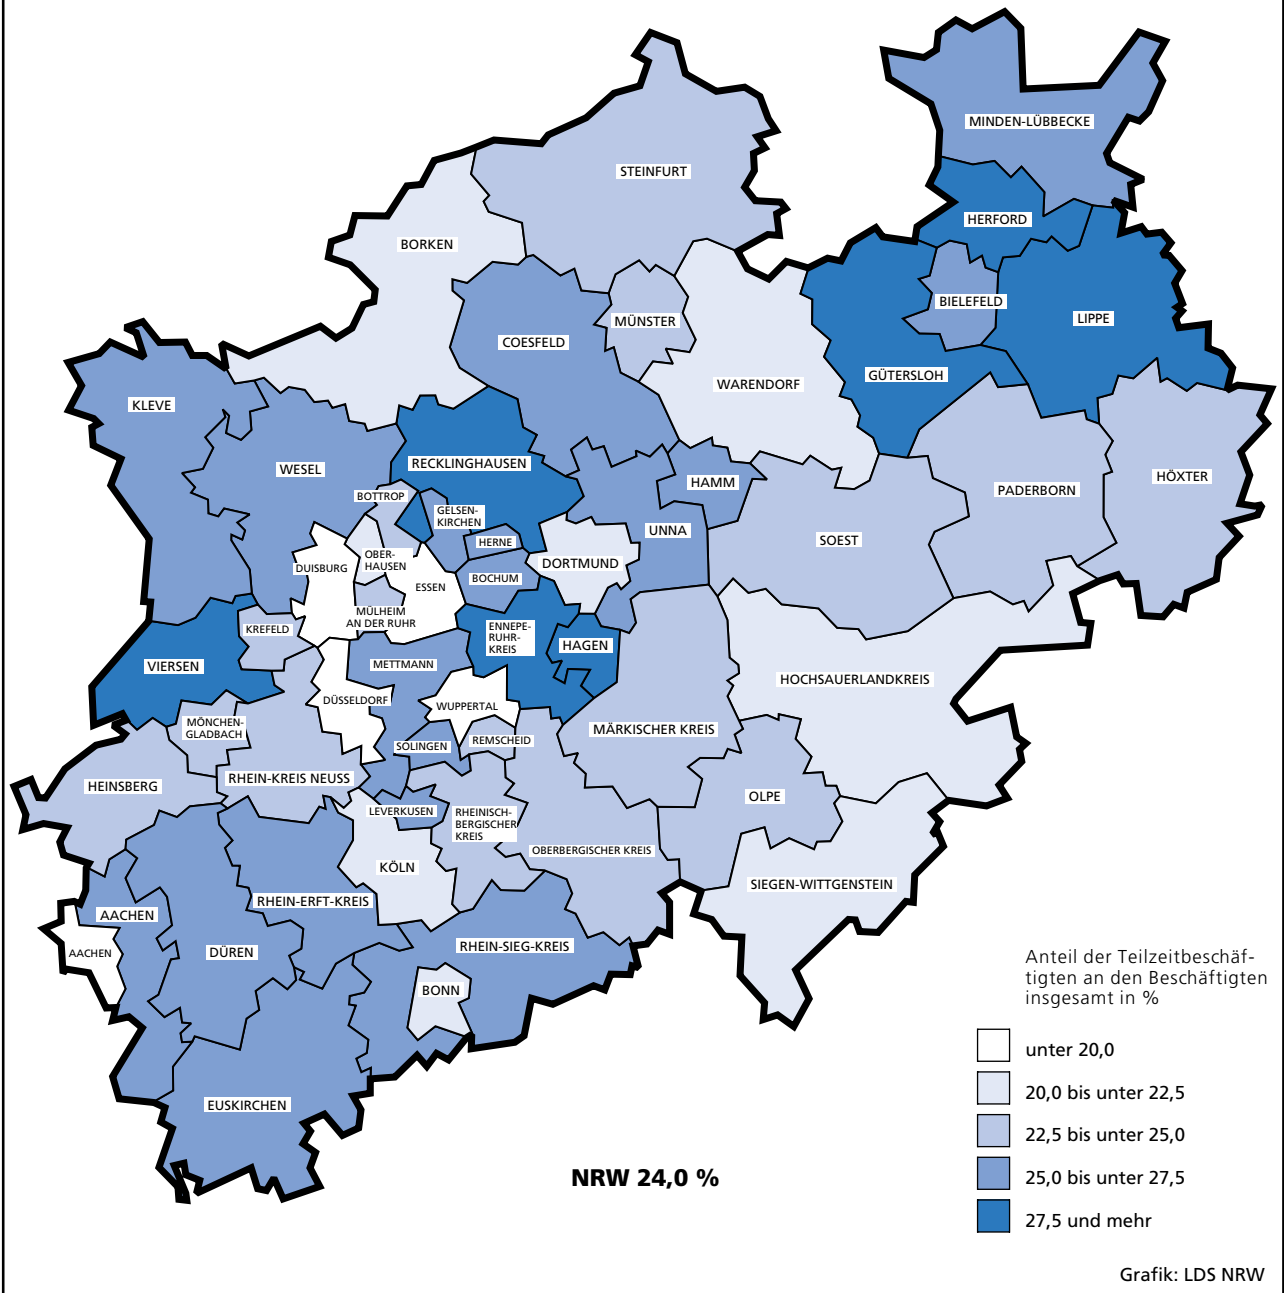 MINDEN-LÜBBECKE
STEINFURT
HERFORD
BORKEN
BIELEFELD
MÜNSTER
LIPPE
COESFELD
GÜTERSLOH
WARENDORF
KLEVE
RECKLINGHAUSEN
WESEL
HÖXTER
HAMM
PADERBORN
BOTTROP
GELSEN-
KIRCHEN
UNNA
SOEST
HERNE
OBER-
HAUSEN
DORTMUND
DUISBURG
BOCHUM
ESSEN
MÜLHEIM
AN DER RUHR
KREFELD
ENNEPE-
RUHR-
KREIS
HAGEN
VIERSEN
METTMANN
HOCHSAUERLANDKREIS
DÜSSELDORF
WUPPERTAL
MÖNCHEN-
GLADBACH
MÄRKISCHER KREIS
REMSCHEID
SOLINGEN
RHEIN-KREIS NEUSS
HEINSBERG
OLPE
LEVERKUSEN
RHEINISCH-
BERGISCHER
KREIS
OBERBERGISCHER KREIS
KÖLN
SIEGEN-WITTGENSTEIN
RHEIN-ERFT-KREIS
AACHEN
RHEIN-SIEG-KREIS
AACHEN
DÜREN
BONN
EUSKIRCHEN
Anteil der Teilzeitbeschäf-
tigten an den Beschäftigten
insgesamt in %
unter 20,0
20,0 bis unter 22,5
22,5 bis unter 25,0
25,0 bis unter 27,5
27,5 und mehr
NRW 24,0 %
Grafik: LDS NRW